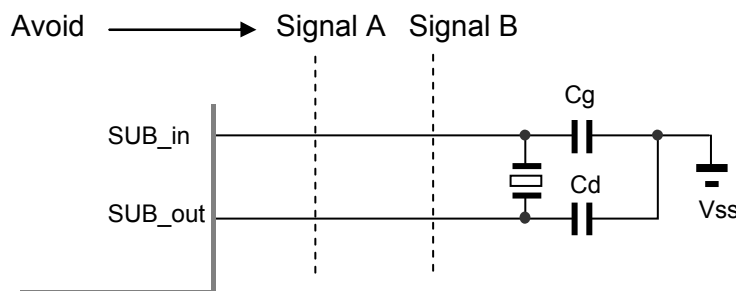 Avoid Signal A Signal B
Cg
SUB_in
Cd
SUB_out
Vss